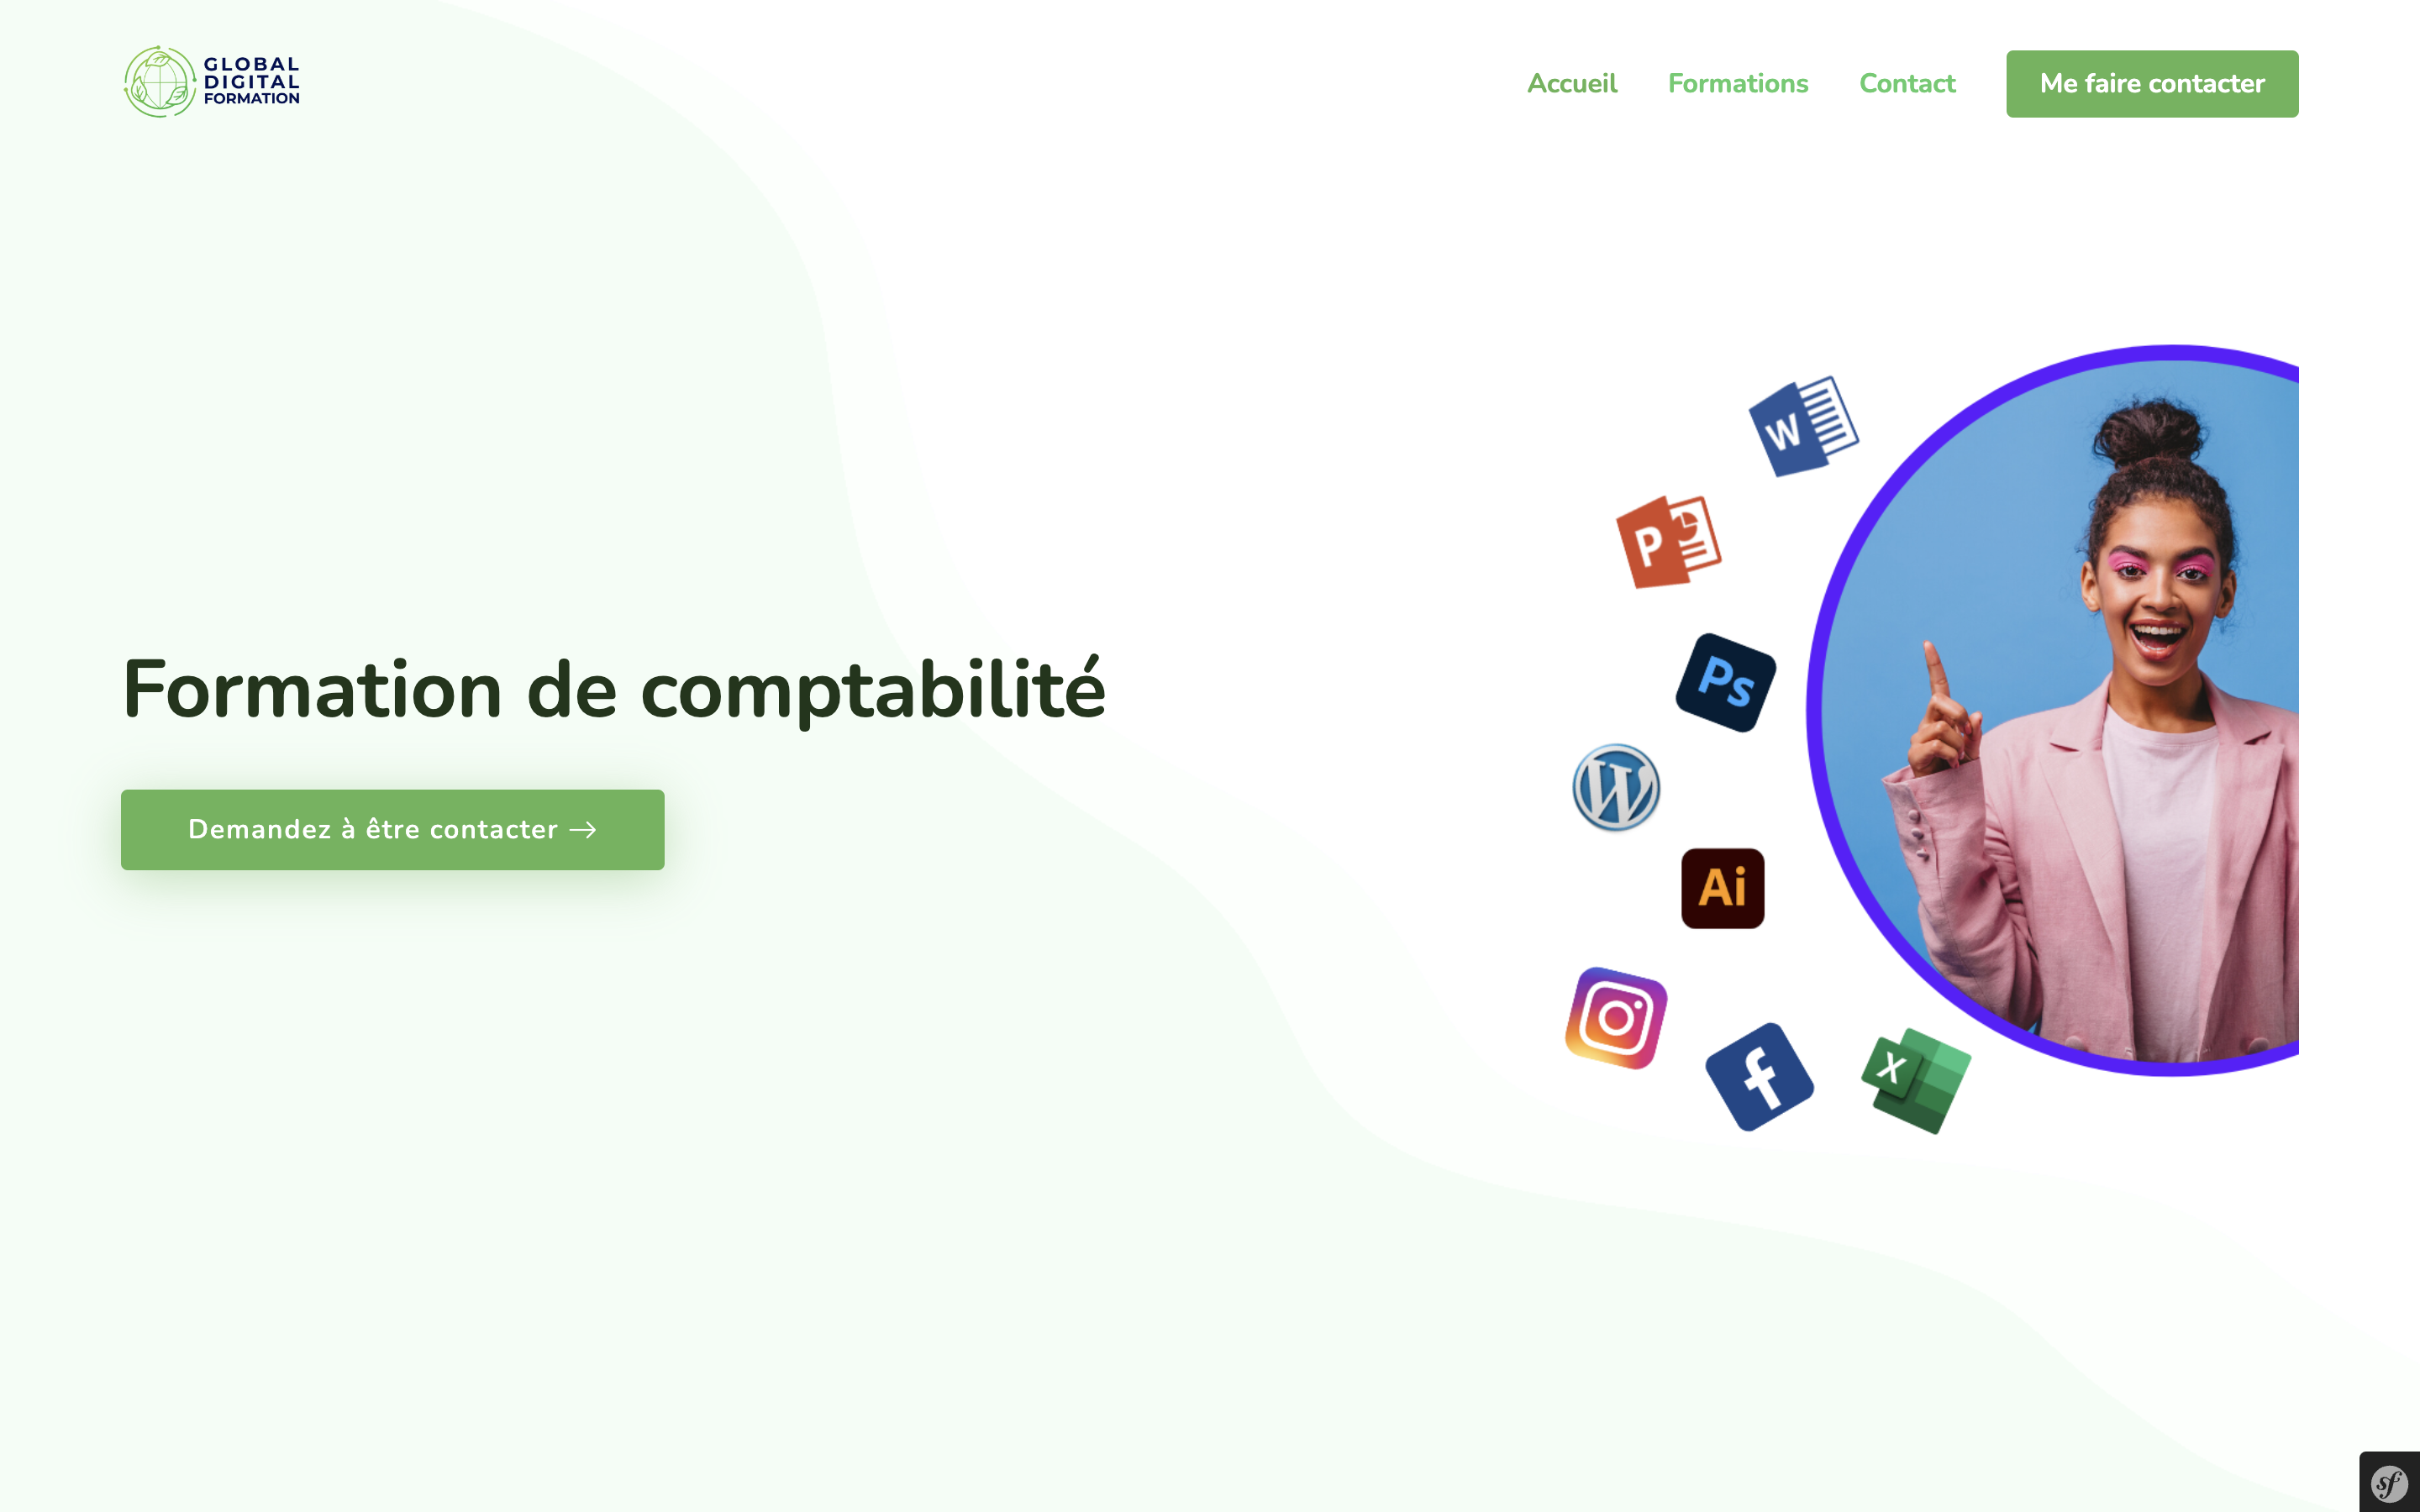 GLOBAL
DIGITAL
FORMATION
Accueil
Formations
Contact
Me faire contacter
W
P
Formation de comptabilité
Ps
W
Demandez à être contacter →
Ai
f
X
sf